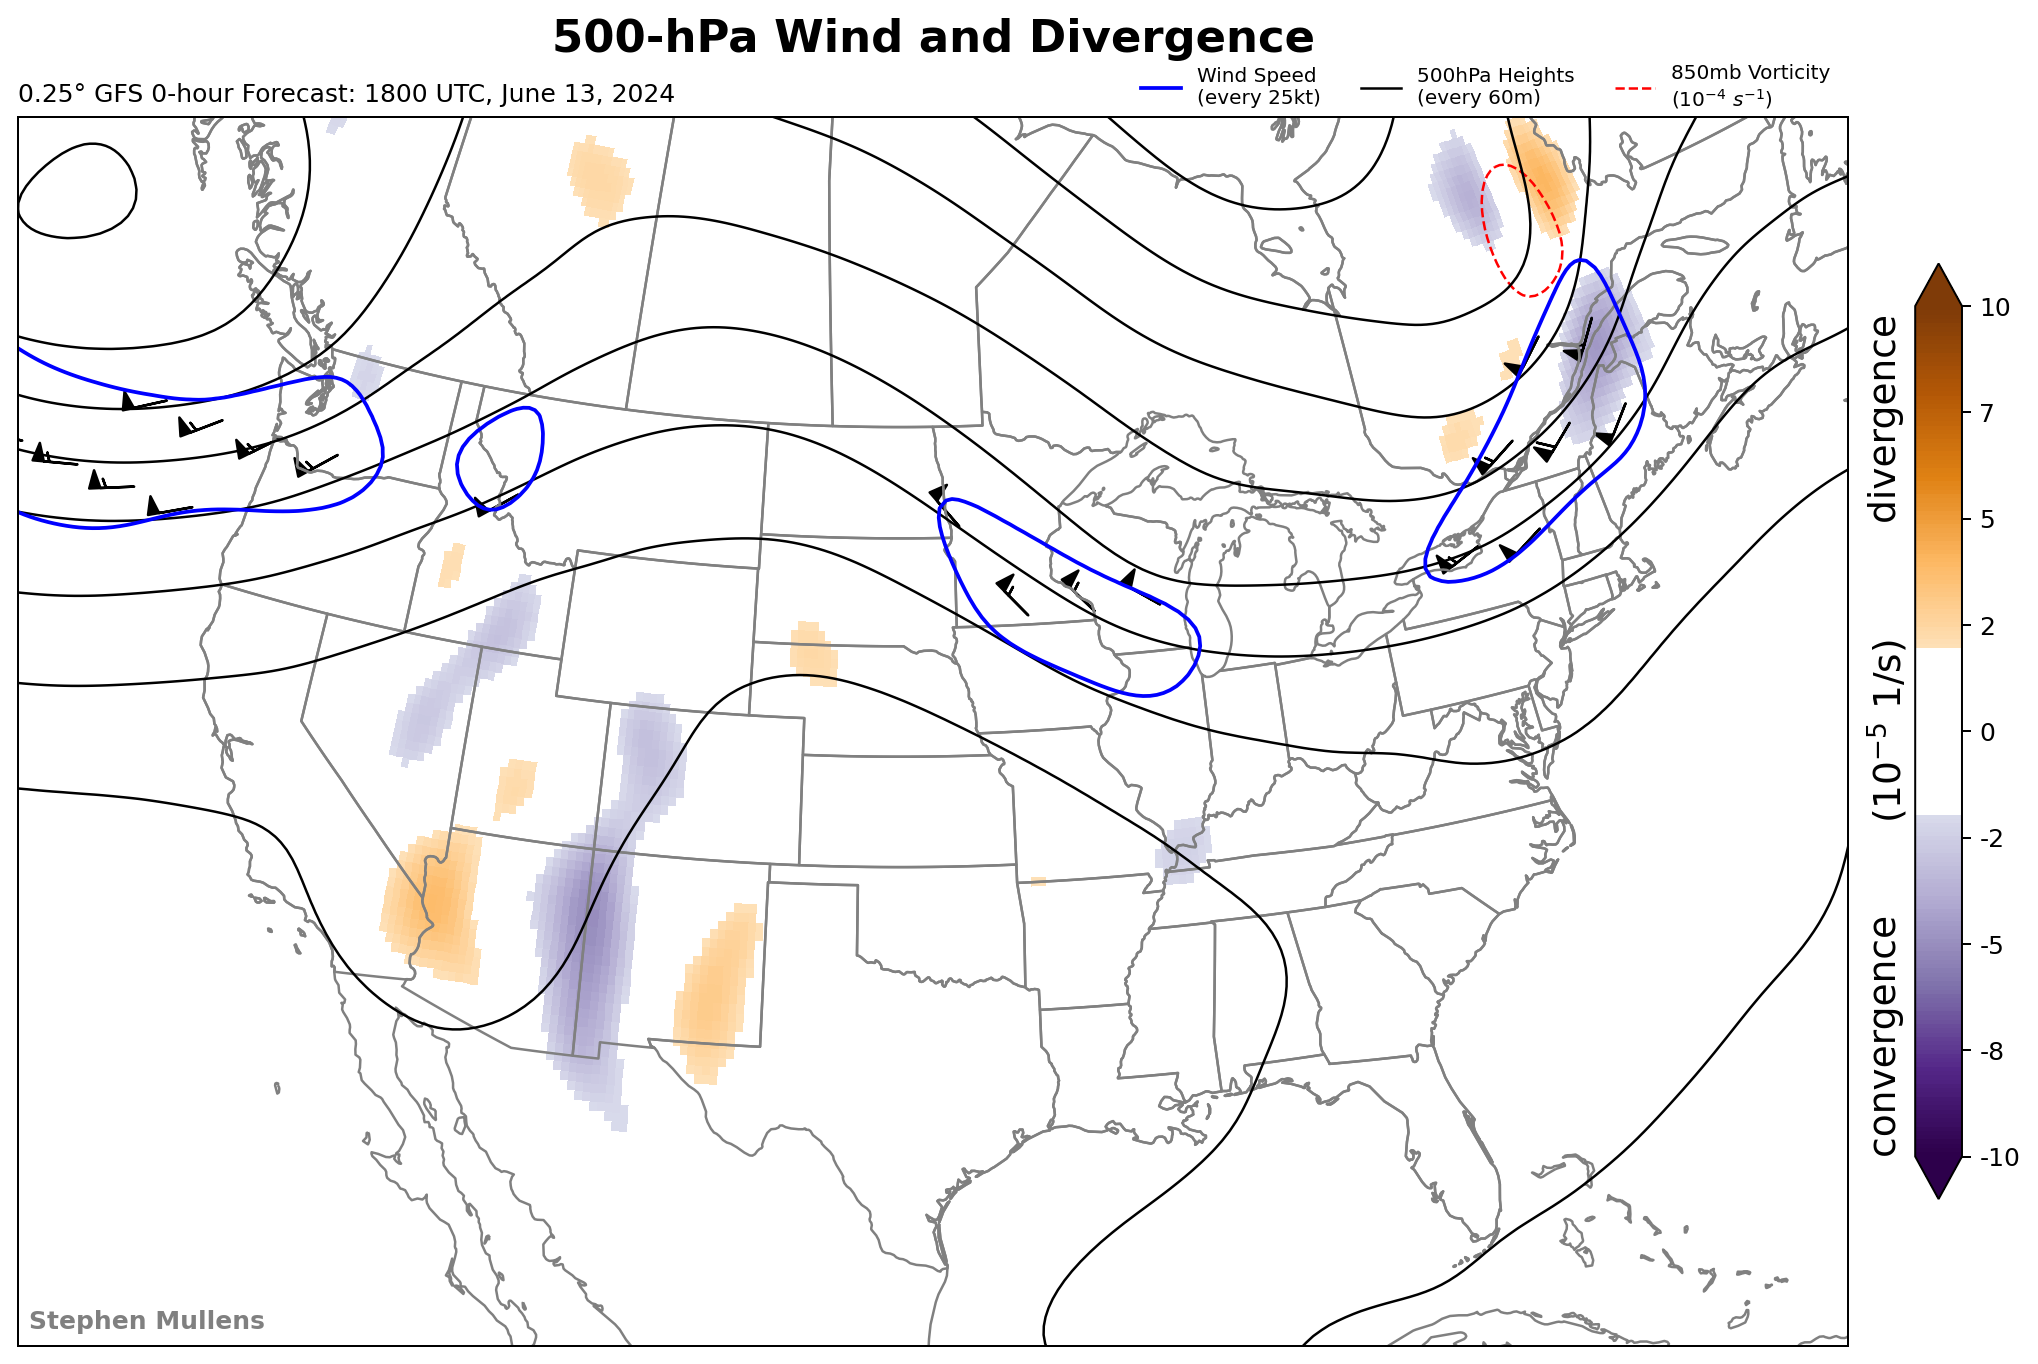 500-hPa Wind and Divergence
0.25° GFS 0-hour Forecast: 1800 UTC, June 13, 2024
Wind Speed
(every 25kt)
500hPa Heights
(every 60m)
850mb Vorticity
(10⁻⁴ s⁻¹)
10
7
5
2
0
-2
-5
-8
-10
convergence (10⁻⁵ 1/s) divergence
Stephen Mullens